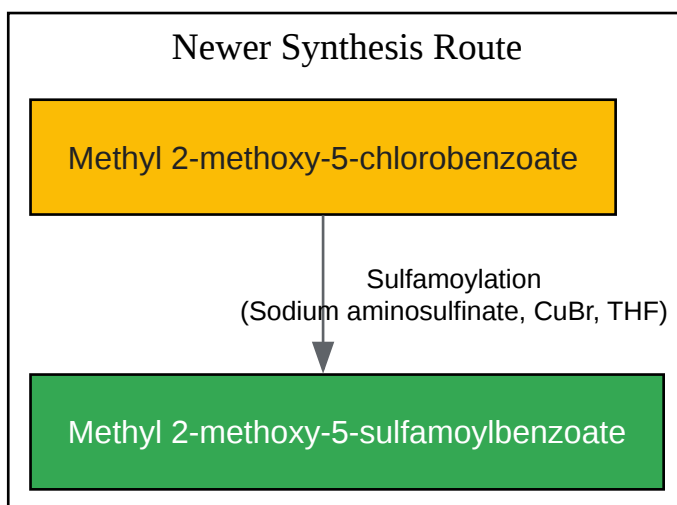 Newer Synthesis Route
Methyl 2-methoxy-5-chlorobenzoate
Sulfamoylation
(Sodium aminosulfinate, CuBr, THF)
Methyl 2-methoxy-5-sulfamoylbenzoate